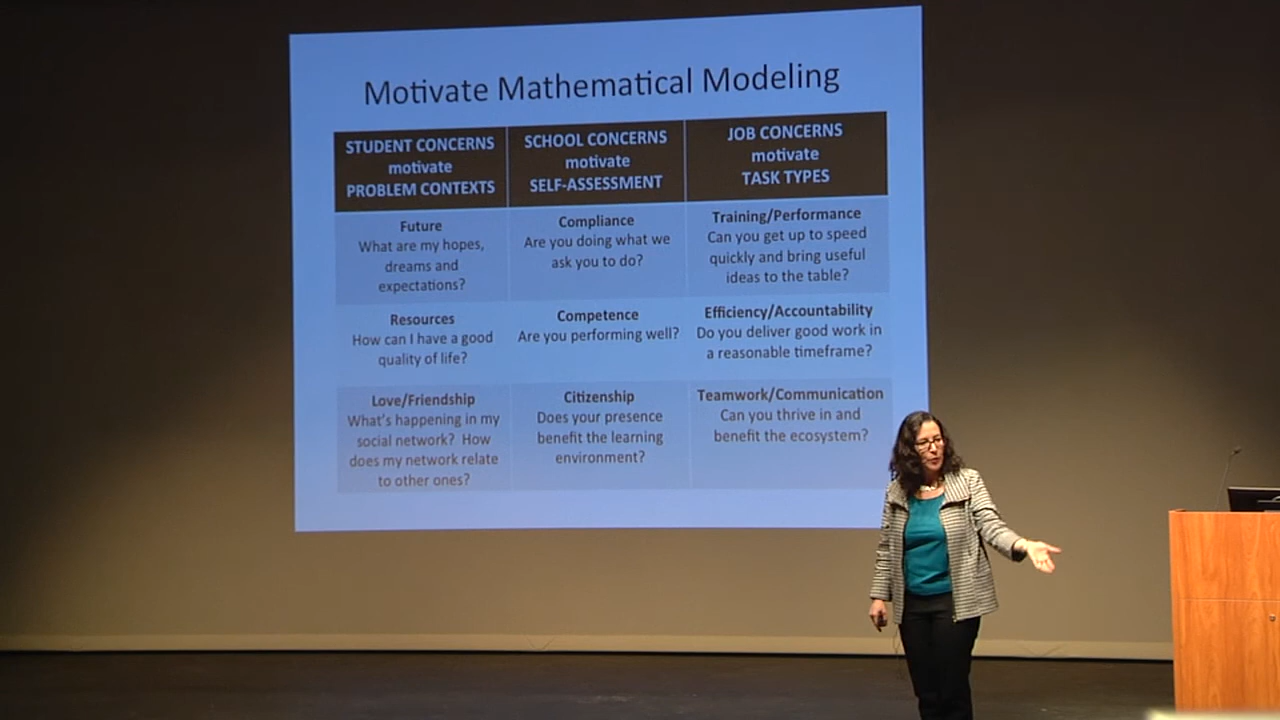 Motivate Mathematical Modeling
STUDENT CONCERNS
motivate
PROBLEM CONTEXTS
SCHOOL CONCERNS
motivate
SELF-ASSESSMENT
JOB CONCERNS
motivate
TASK TYPES
Future
What are my hopes,
dreams and
expectations?
Compliance
Are you doing what we
ask you to do?
Training/Performance
Can you get up to speed
quickly and bring useful
ideas to the table?
Resources
How can I have a good
quality of life?
Competence
Are you performing well?
Efficiency/Accountability
Do you deliver good work in
a reasonable timeframe?
Love/Friendship
What's happening in my
social network? How
does my network relate
to other ones?
Citizenship
Does your presence
benefit the learning
environment?
Teamwork/Communication
Can you thrive in and
benefit the ecosystem?